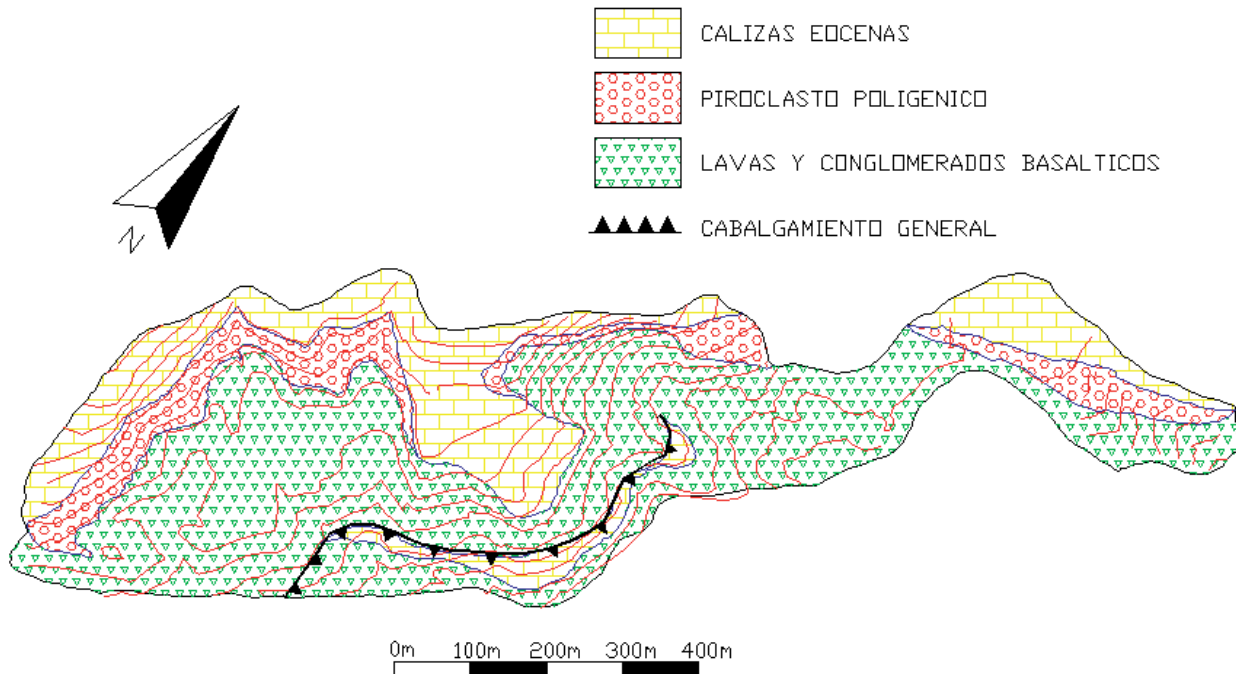 CALIZAS EOCENAS
PIROCLASTO POLIGENICO
LAVAS Y CONGLOMERADOS BASALTICOS
CABALGAMIENTO GENERAL
N
0m 100m 200m 300m 400m